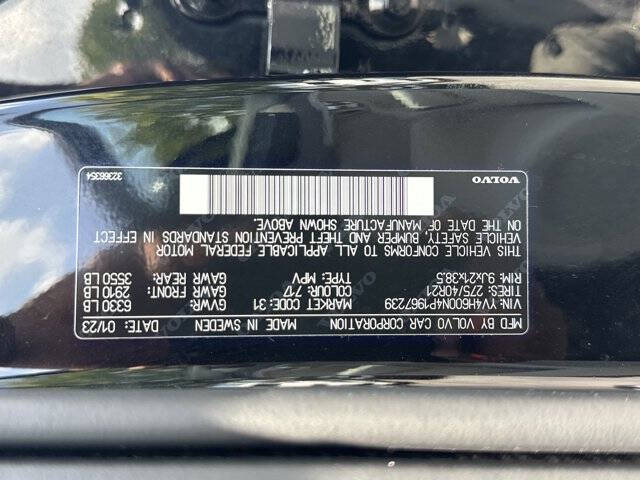 MFD BY VOLVO CAR CORPORATION MADE IN SWEDEN DATE: 01/23
VIN: YV4H600N4P1967239 MARKET CODE: 31 GVWR: 6330 LB
TIRES: 275/40R21 COLOUR: 717 GAWR FRONT: 2910 LB
RIM: 9Jx21x38.5 TYPE: MPV GAWR REAR: 3550 LB
THIS VEHICLE CONFORMS TO ALL APPLICABLE FEDERAL MOTOR
VEHICLE SAFETY, BUMPER AND THEFT PREVENTION STANDARDS IN EFFECT
ON THE DATE OF MANUFACTURE SHOWN ABOVE.
VOLVO 32366354